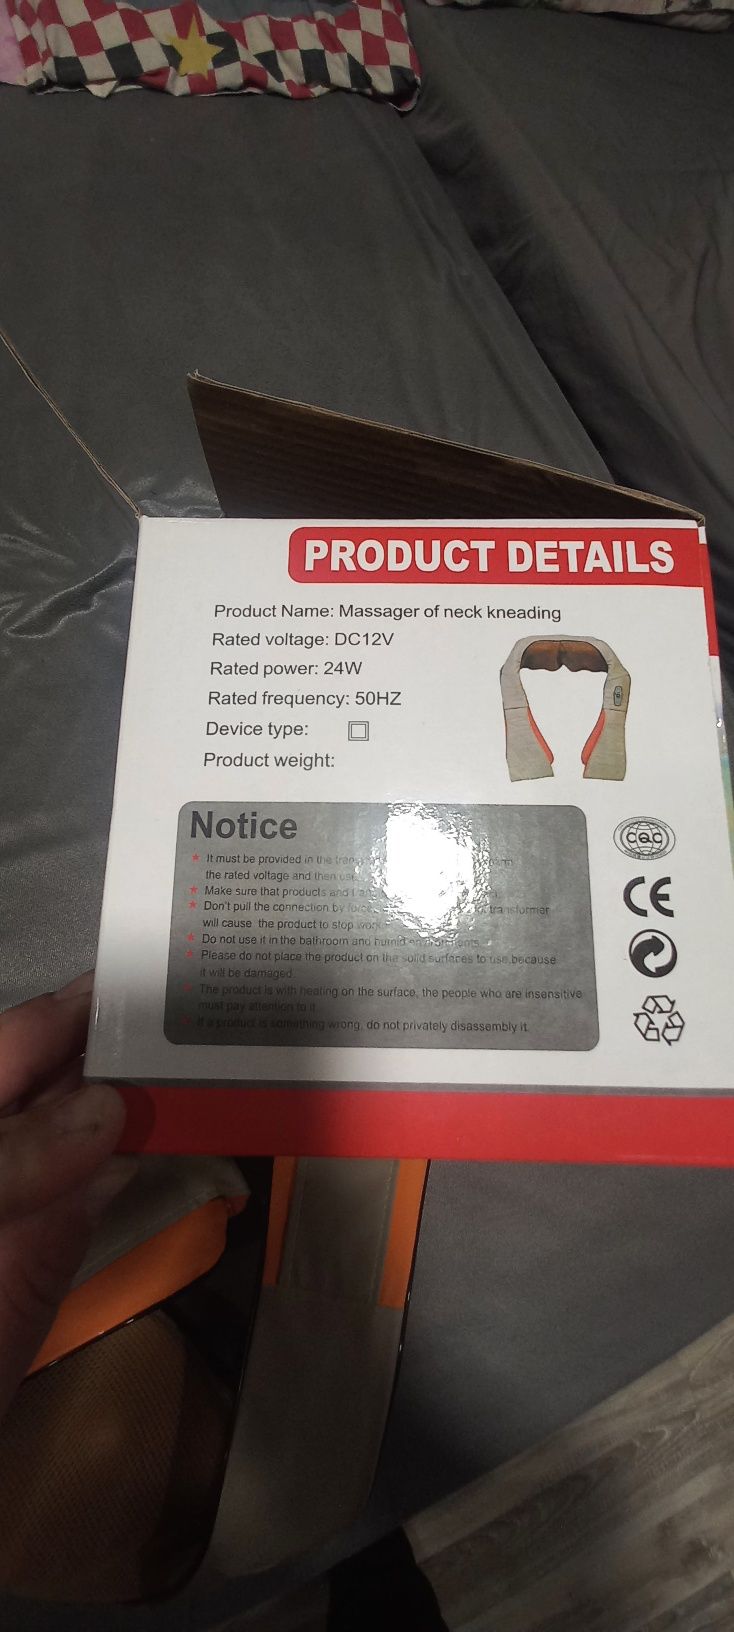 PRODUCT DETAILS
Product Name: Massager of neck kneading
Rated voltage: DC12V
Rated power: 24W
Rated frequency: 50HZ
Device type:
Product weight:
Notice
It must be provided in the
the rated voltage and then
Make sure that products and
Don't pull the connection by transformer
will cause the product to stop work
Do not use it in the bathroom and humid environments.
Please do not place the product on the solid surfaces to use,because
it will be damaged.
The product is with heating on the surface, the people who are insensitive
must pay attention to it.
If a product is something wrong, do not privately disassembly it.
CQC
CE